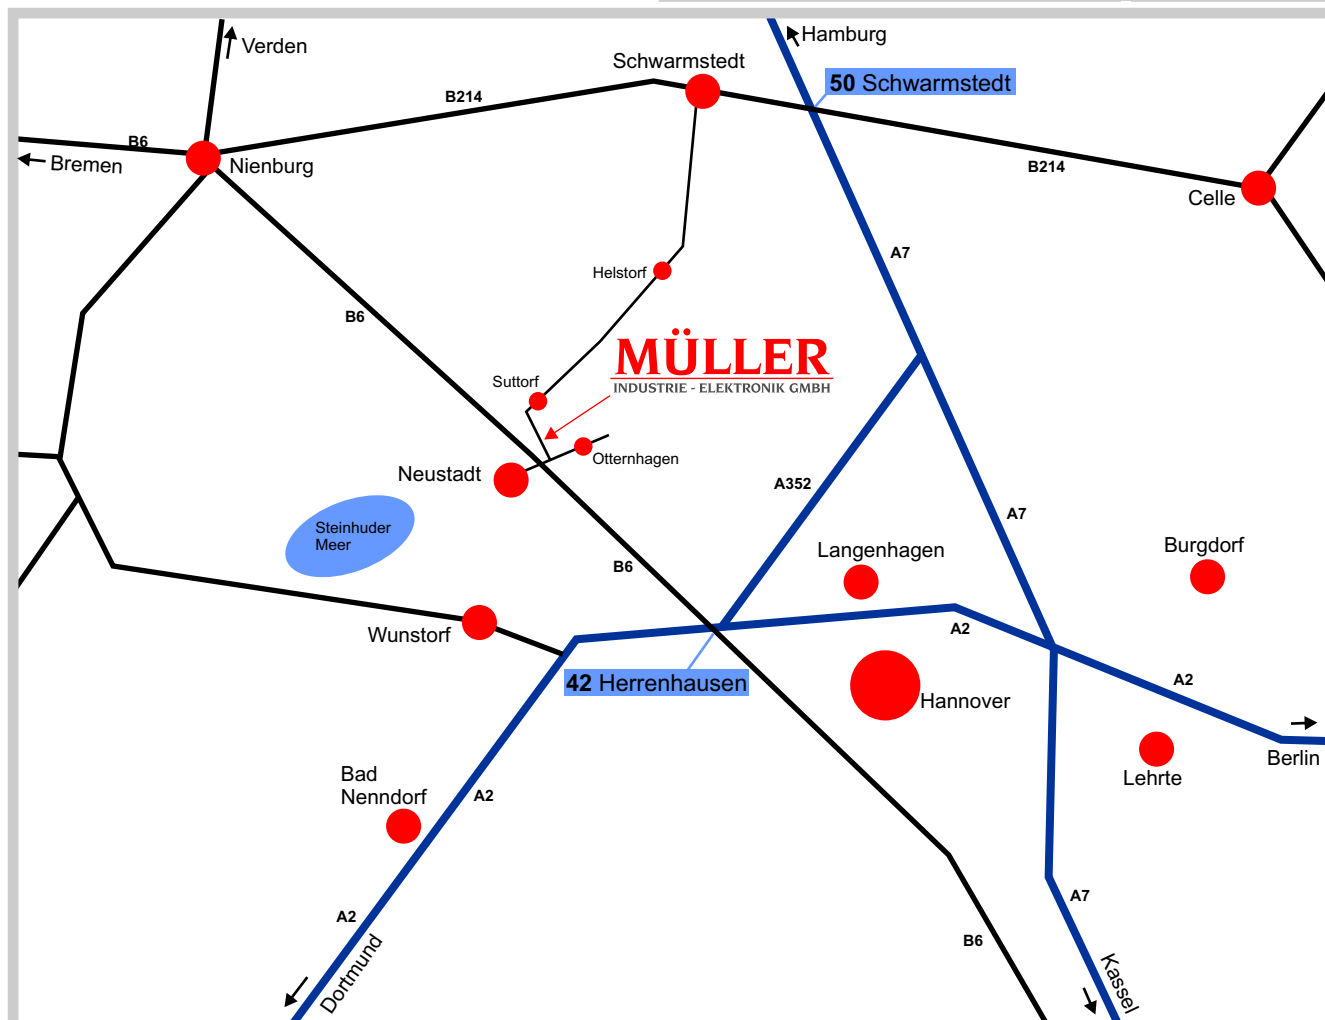 Hamburg
Verden
Schwarmstedt
50 Schwarmstedt
B214
B6
Bremen
Nienburg
B214
Celle
A7
Helstorf
B6
MÜLLER
INDUSTRIE - ELEKTRONIK GMBH
Suttorf
Otternhagen
Neustadt
A352
A7
Steinhuder
Meer
Langenhagen
Burgdorf
B6
Wunstorf
A2
42 Herrenhausen
A2
Hannover
Berlin
Lehrte
Bad
Nenndorf
A2
A7
A2
B6
Dortmund
Kassel